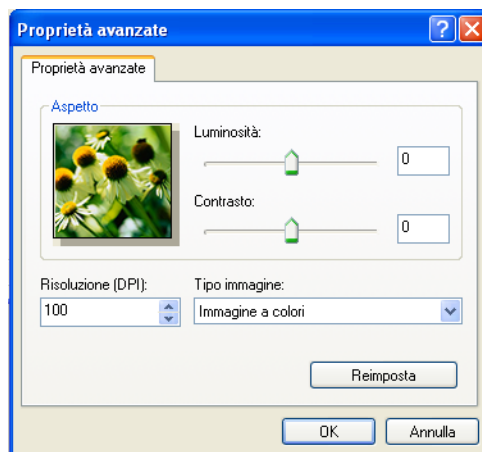 Proprietà avanzate
Proprietà avanzate
Aspetto
Luminosità:
0
Contrasto:
0
Risoluzione (DPI):
Tipo immagine:
100
Immagine a colori
Reimposta
OK
Annulla